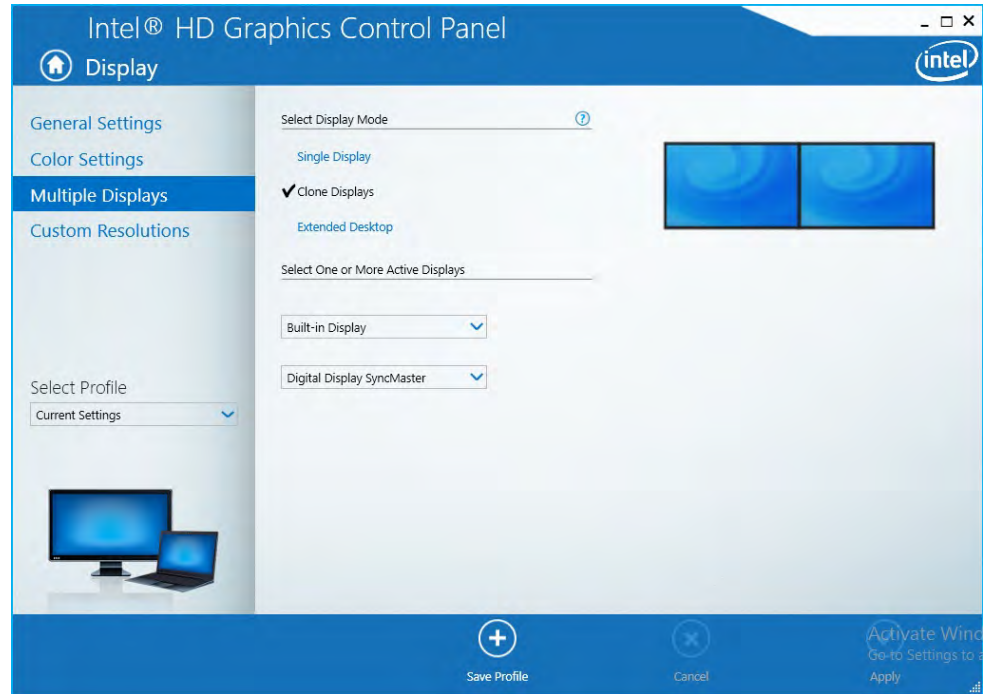 Intel® HD Graphics Control Panel
Display
intel
General Settings
Color Settings
Multiple Displays
Custom Resolutions
Select Profile
Current Settings
Select Display Mode
?
Single Display
Clone Displays
Extended Desktop
Select One or More Active Displays
Built-in Display
Digital Display SyncMaster
Save Profile
Cancel
Activate Wind
Go to Settings to a
Apply